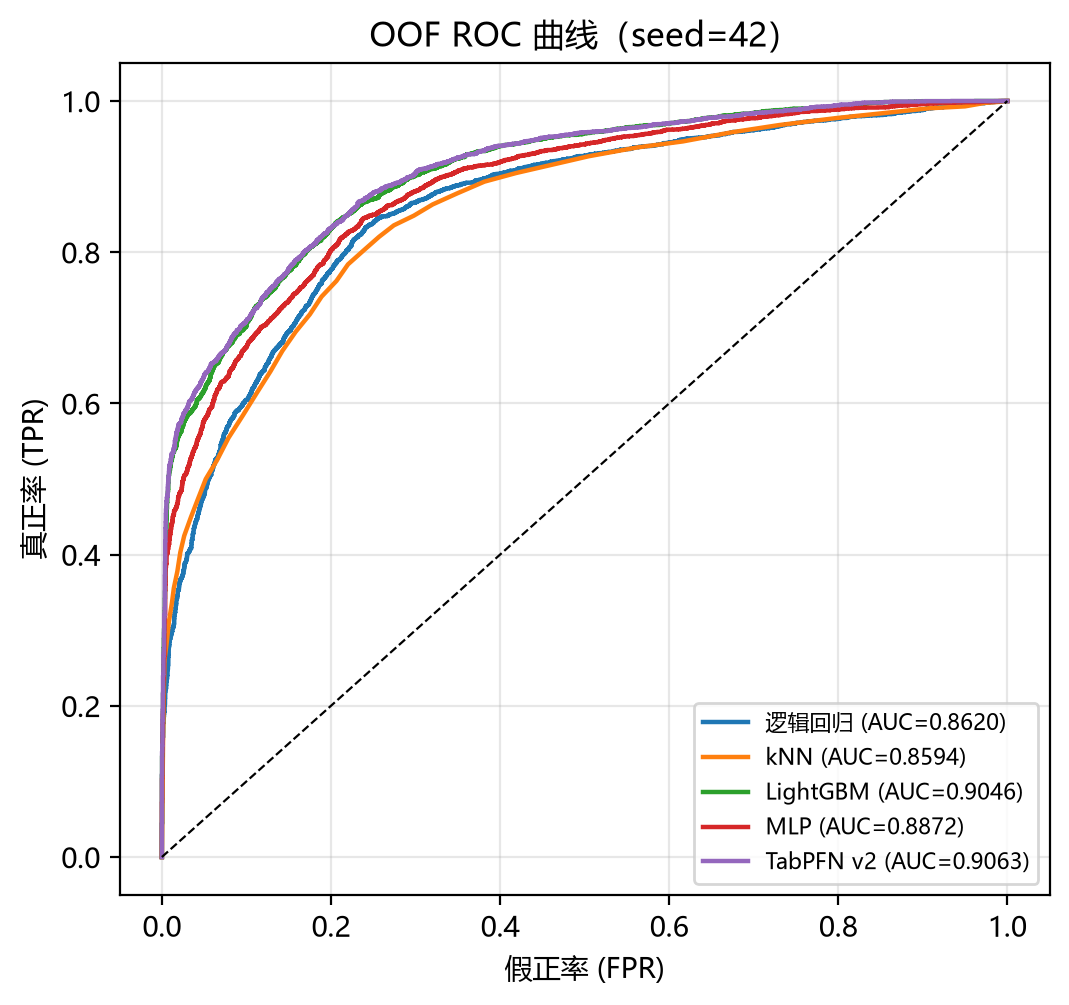 OOF ROC 曲线（seed=42）
1.0
0.8
0.6
0.4
0.2
0.0
真正率 (TPR)
逻辑回归 (AUC=0.8620)
kNN (AUC=0.8594)
LightGBM (AUC=0.9046)
MLP (AUC=0.8872)
TabPFN v2 (AUC=0.9063)
0.0 0.2 0.4 0.6 0.8 1.0
假正率 (FPR)